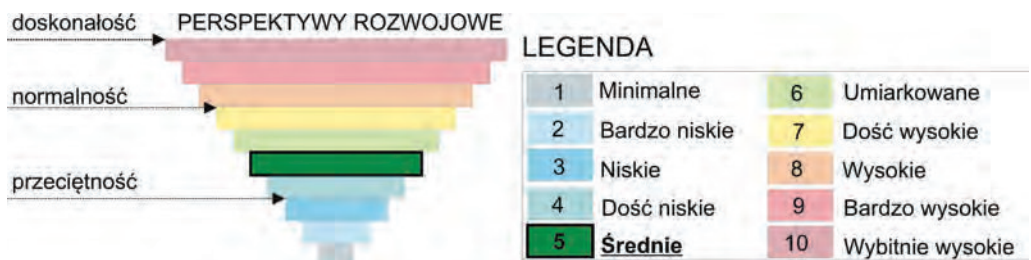 doskonałość
PERSPEKTYWY ROZWOJOWE
normalność
przeciętność
LEGENDA
1 Minimalne
2 Bardzo niskie
3 Niskie
4 Dość niskie
5 Średnie
6 Umiarkowane
7 Dość wysokie
8 Wysokie
9 Bardzo wysokie
10 Wybitnie wysokie